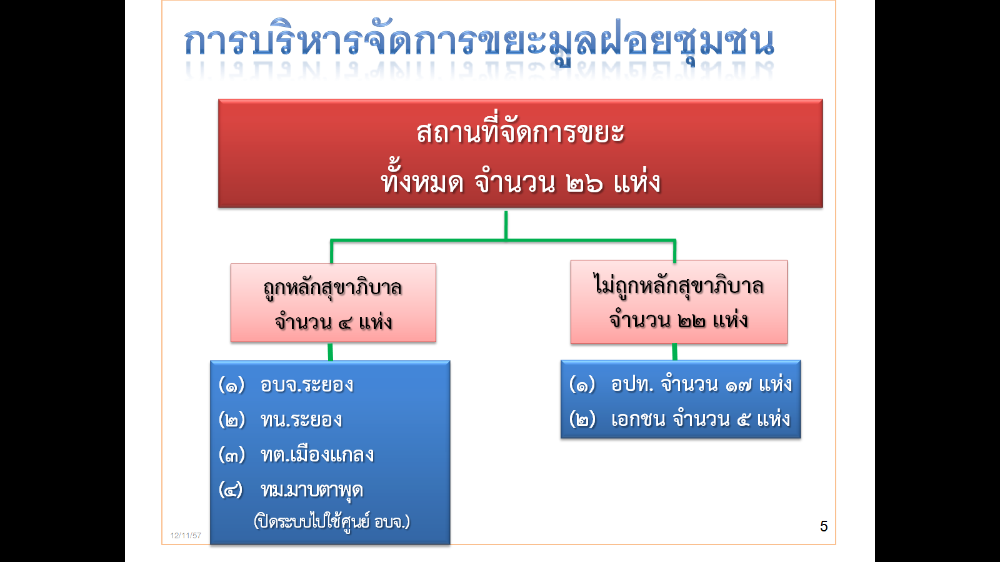 การบริหารจัดการขยะมูลฝอยชุมชน
สถานที่จัดการขยะ
ทั้งหมด จำนวน ๒๖ แห่ง
ถูกหลักสุขาภิบาล
จำนวน ๔ แห่ง
ไม่ถูกหลักสุขาภิบาล
จำนวน ๒๒ แห่ง
(๑) อบจ.ระยอง
(๒) ทน.ระยอง
(๓) ทต.เมืองแกลง
(๔) ทม.มาบตาพุด
(ปิดระบบไปใช้ศูนย์ อบจ.)
(๑) อปท. จำนวน ๑๗ แห่ง
(๒) เอกชน จำนวน ๕ แห่ง
12/11/57
5